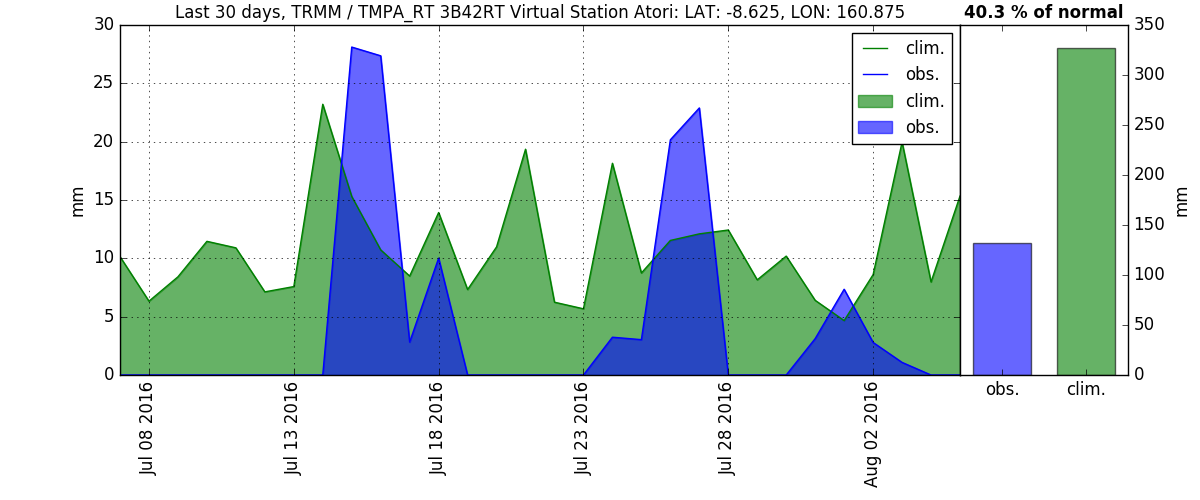 Last 30 days, TRMM / TMPA_RT 3B42RT Virtual Station Atori: LAT: -8.625, LON: 160.875
40.3 % of normal
30
25
20
15
10
5
0
mm
clim.
obs.
clim.
obs.
Jul 08 2016
Jul 13 2016
Jul 18 2016
Jul 23 2016
Jul 28 2016
Aug 02 2016
350
300
250
200
150
100
50
0
mm
obs.
clim.